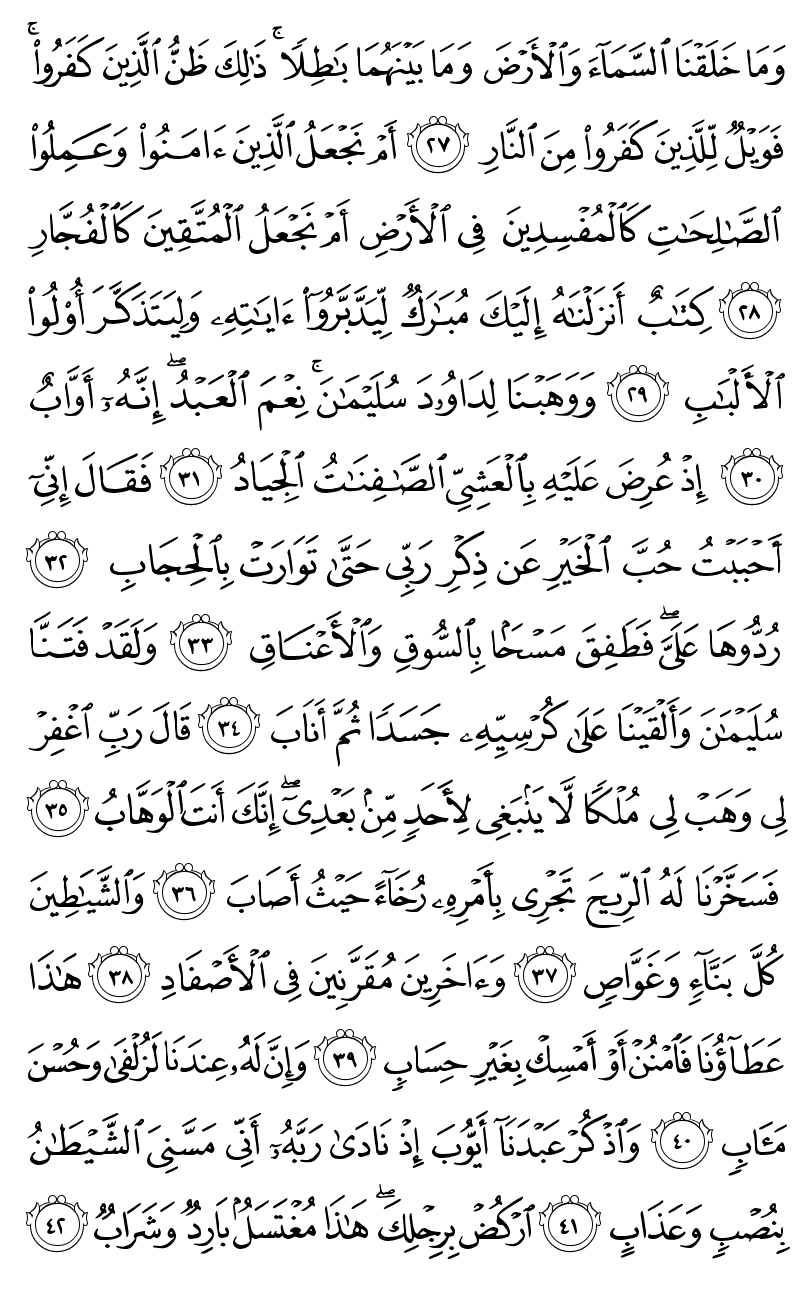 وَمَا خَلَقْنَا ٱلسَّمَآءَ وَٱلْأَرْضَ وَمَا بَيْنَهُمَا بَٰطِلًا ۚ ذَٰلِكَ ظَنُّ ٱلَّذِينَ كَفَرُوا۟ ۚ
فَوَيْلٌ لِّلَّذِينَ كَفَرُوا۟ مِنَ ٱلنَّارِ ٢٧ أَمْ نَجْعَلُ ٱلَّذِينَ ءَامَنُوا۟ وَعَمِلُوا۟
ٱلصَّٰلِحَٰتِ كَٱلْمُفْسِدِينَ فِى ٱلْأَرْضِ أَمْ نَجْعَلُ ٱلْمُتَّقِينَ كَٱلْفُجَّارِ
٢٨ كِتَٰبٌ أَنزَلْنَٰهُ إِلَيْكَ مُبَٰرَكٌ لِّيَدَّبَّرُوٓا۟ ءَايَٰتِهِۦ وَلِيَتَذَكَّرَ أُو۟لُوا۟
ٱلْأَلْبَٰبِ ٢٩ وَوَهَبْنَا لِدَاوُۥدَ سُلَيْمَٰنَ ۚ نِعْمَ ٱلْعَبْدُ ۖ إِنَّهُۥٓ أَوَّابٌ
٣٠ إِذْ عُرِضَ عَلَيْهِ بِٱلْعَشِىِّ ٱلصَّٰفِنَٰتُ ٱلْجِيَادُ ٣١ فَقَالَ إِنِّىٓ
أَحْبَبْتُ حُبَّ ٱلْخَيْرِ عَن ذِكْرِ رَبِّى حَتَّىٰ تَوَارَتْ بِٱلْحِجَابِ ٣٢
رُدُّوهَا عَلَىَّ ۖ فَطَفِقَ مَسْحًۢا بِٱلسُّوقِ وَٱلْأَعْنَاقِ ٣٣ وَلَقَدْ فَتَنَّا
سُلَيْمَٰنَ وَأَلْقَيْنَا عَلَىٰ كُرْسِيِّهِۦ جَسَدًا ثُمَّ أَنَابَ ٣٤ قَالَ رَبِّ ٱغْفِرْ
لِى وَهَبْ لِى مُلْكًا لَّا يَنۢبَغِى لِأَحَدٍ مِّنۢ بَعْدِىٓ ۖ إِنَّكَ أَنتَ ٱلْوَهَّابُ ٣٥
فَسَخَّرْنَا لَهُ ٱلرِّيحَ تَجْرِى بِأَمْرِهِۦ رُخَآءً حَيْثُ أَصَابَ ٣٦ وَٱلشَّيَٰطِينَ
كُلَّ بَنَّآءٍ وَغَوَّاصٍ ٣٧ وَءَاخَرِينَ مُقَرَّنِينَ فِى ٱلْأَصْفَادِ ٣٨ هَٰذَا
عَطَآؤُنَا فَٱمْنُنْ أَوْ أَمْسِكْ بِغَيْرِ حِسَابٍ ٣٩ وَإِنَّ لَهُۥ عِندَنَا لَزُلْفَىٰ وَحُسْنَ
مَـَٔابٍ ٤٠ وَٱذْكُرْ عَبْدَنَآ أَيُّوبَ إِذْ نَادَىٰ رَبَّهُۥٓ أَنِّى مَسَّنِىَ ٱلشَّيْطَٰنُ
بِنُصْبٍ وَعَذَابٍ ٤١ ٱرْكُضْ بِرِجْلِكَ ۖ هَٰذَا مُغْتَسَلٌۢ بَارِدٌ وَشَرَابٌ ٤٢